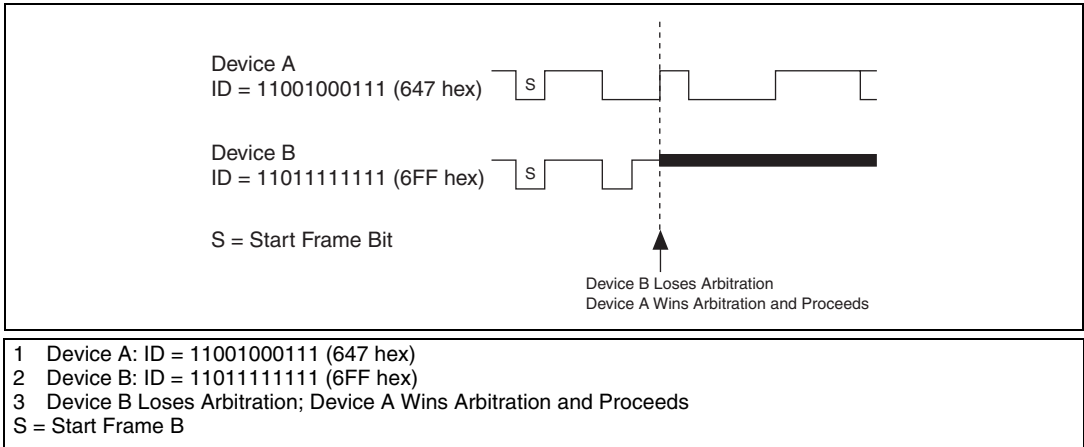 Device A
ID = 11001000111 (647 hex)
S
Device B
ID = 11011111111 (6FF hex)
S
S = Start Frame Bit
Device B Loses Arbitration
Device A Wins Arbitration and Proceeds
1 Device A: ID = 11001000111 (647 hex)
2 Device B: ID = 11011111111 (6FF hex)
3 Device B Loses Arbitration; Device A Wins Arbitration and Proceeds
S = Start Frame B